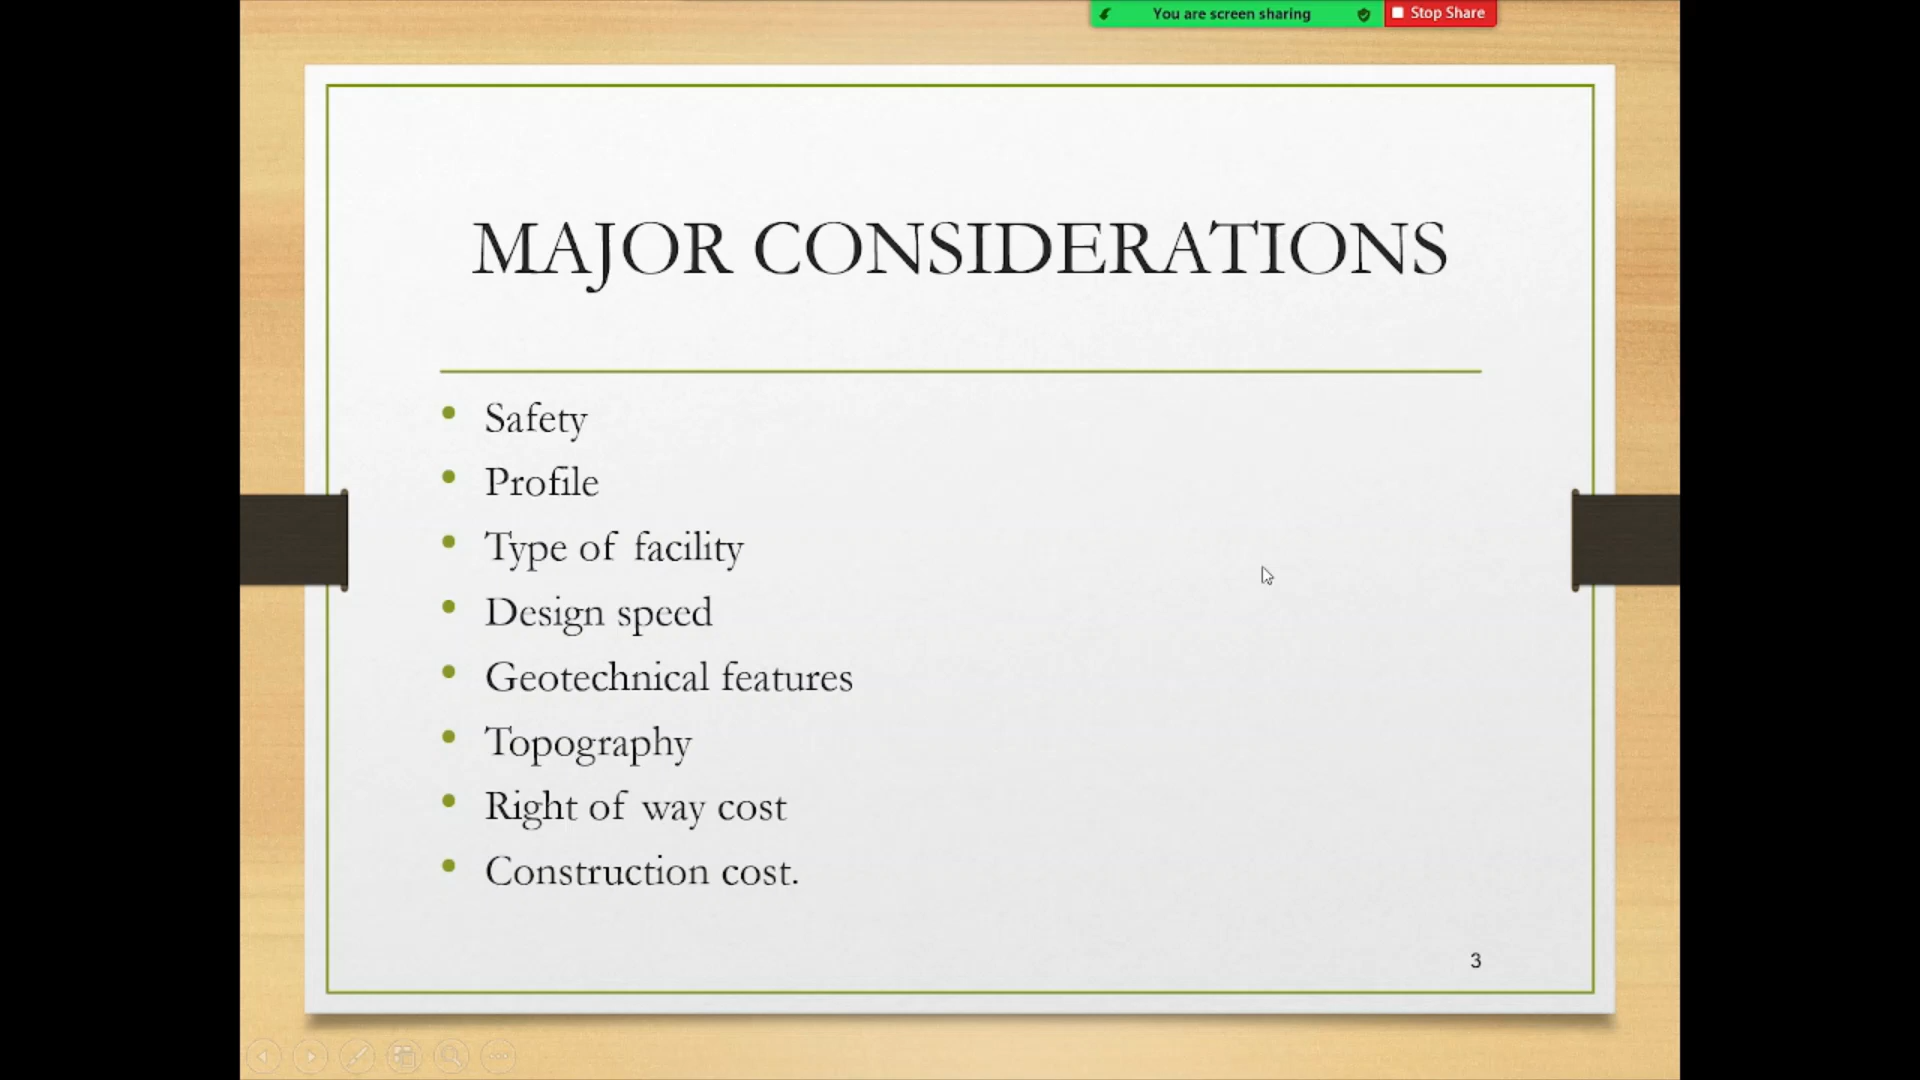 You are screen sharing
Stop Share
MAJOR CONSIDERATIONS
• Safety
• Profile
• Type of facility
• Design speed
• Geotechnical features
• Topography
• Right of way cost
• Construction cost.
3